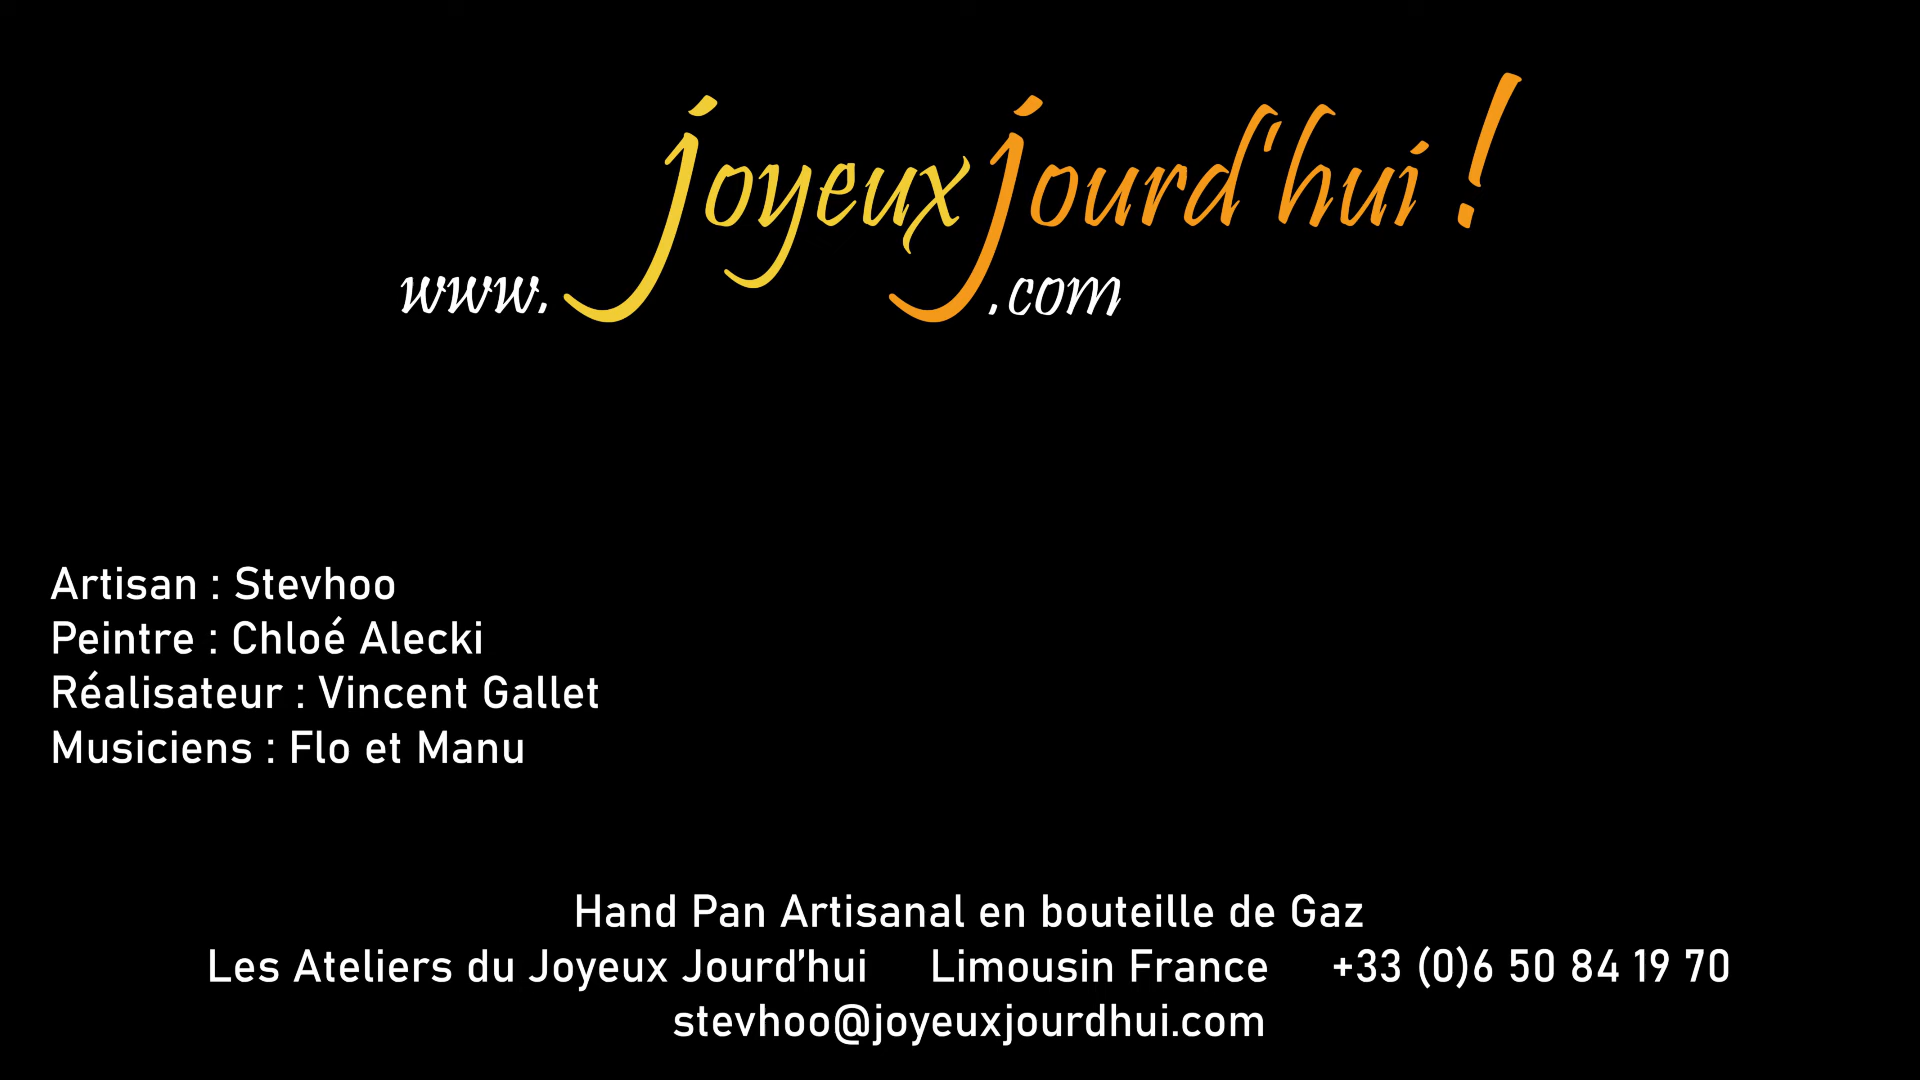 joyeux jourd'hui !
www. .com
Artisan : Stevhoo
Peintre : Chloé Alecki
Réalisateur : Vincent Gallet
Musiciens : Flo et Manu
Hand Pan Artisanal en bouteille de Gaz
Les Ateliers du Joyeux Jourd’hui Limousin France +33 (0)6 50 84 19 70
stevhoo@joyeuxjourdhui.com